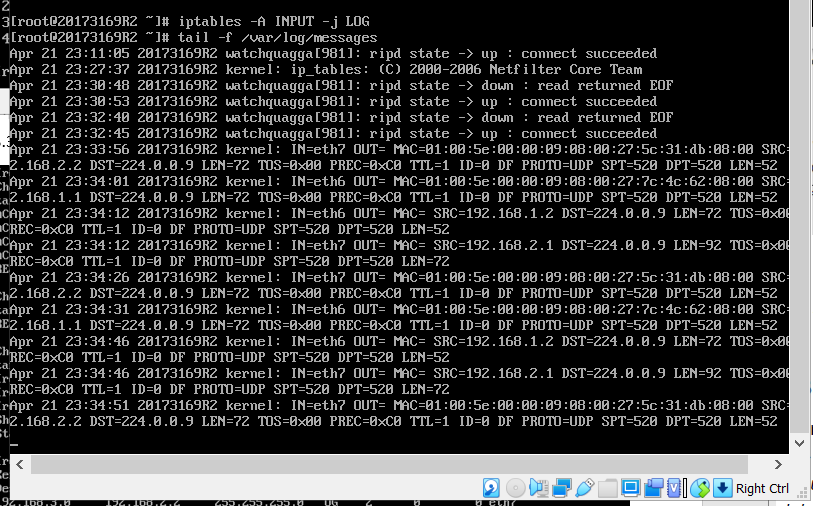 [root@20173169R2 ~]# iptables -A INPUT -j LOG
[root@20173169R2 ~]# tail -f /var/log/messages
Apr 21 23:11:05 20173169R2 watchquagga[981]: ripd state -> up : connect succeeded
Apr 21 23:27:37 20173169R2 kernel: ip_tables: (C) 2000-2006 Netfilter Core Team
Apr 21 23:30:48 20173169R2 watchquagga[981]: ripd state -> down : read returned EOF
Apr 21 23:30:53 20173169R2 watchquagga[981]: ripd state -> up : connect succeeded
Apr 21 23:32:40 20173169R2 watchquagga[981]: ripd state -> down : read returned EOF
Apr 21 23:32:45 20173169R2 watchquagga[981]: ripd state -> up : connect succeeded
Apr 21 23:33:56 20173169R2 kernel: IN=eth7 OUT= MAC=01:00:5e:00:00:09:08:00:27:5c:31:db:08:00 SRC=
2.168.2.2 DST=224.0.0.9 LEN=72 TOS=0x00 PREC=0xC0 TTL=1 ID=0 DF PROTO=UDP SPT=520 DPT=520 LEN=52
Apr 21 23:34:01 20173169R2 kernel: IN=eth6 OUT= MAC=01:00:5e:00:00:09:08:00:27:7c:4c:62:08:00 SRC=
2.168.1.1 DST=224.0.0.9 LEN=72 TOS=0x00 PREC=0xC0 TTL=1 ID=0 DF PROTO=UDP SPT=520 DPT=520 LEN=52
Apr 21 23:34:12 20173169R2 kernel: IN=eth6 OUT= MAC= SRC=192.168.1.2 DST=224.0.0.9 LEN=72 TOS=0x00
REC=0xC0 TTL=1 ID=0 DF PROTO=UDP SPT=520 DPT=520 LEN=52
Apr 21 23:34:12 20173169R2 kernel: IN=eth7 OUT= MAC= SRC=192.168.2.1 DST=224.0.0.9 LEN=92 TOS=0x00
REC=0xC0 TTL=1 ID=0 DF PROTO=UDP SPT=520 DPT=520 LEN=72
Apr 21 23:34:26 20173169R2 kernel: IN=eth7 OUT= MAC=01:00:5e:00:00:09:08:00:27:5c:31:db:08:00 SRC=
2.168.2.2 DST=224.0.0.9 LEN=72 TOS=0x00 PREC=0xC0 TTL=1 ID=0 DF PROTO=UDP SPT=520 DPT=520 LEN=52
Apr 21 23:34:31 20173169R2 kernel: IN=eth6 OUT= MAC=01:00:5e:00:00:09:08:00:27:7c:4c:62:08:00 SRC=
2.168.1.1 DST=224.0.0.9 LEN=72 TOS=0x00 PREC=0xC0 TTL=1 ID=0 DF PROTO=UDP SPT=520 DPT=520 LEN=52
Apr 21 23:34:46 20173169R2 kernel: IN=eth6 OUT= MAC= SRC=192.168.1.2 DST=224.0.0.9 LEN=72 TOS=0x00
REC=0xC0 TTL=1 ID=0 DF PROTO=UDP SPT=520 DPT=520 LEN=52
Apr 21 23:34:46 20173169R2 kernel: IN=eth7 OUT= MAC= SRC=192.168.2.1 DST=224.0.0.9 LEN=92 TOS=0x00
REC=0xC0 TTL=1 ID=0 DF PROTO=UDP SPT=520 DPT=520 LEN=72
Apr 21 23:34:51 20173169R2 kernel: IN=eth7 OUT= MAC=01:00:5e:00:00:09:08:00:27:5c:31:db:08:00 SRC=
2.168.2.2 DST=224.0.0.9 LEN=72 TOS=0x00 PREC=0xC0 TTL=1 ID=0 DF PROTO=UDP SPT=520 DPT=520 LEN=52
Right Ctrl